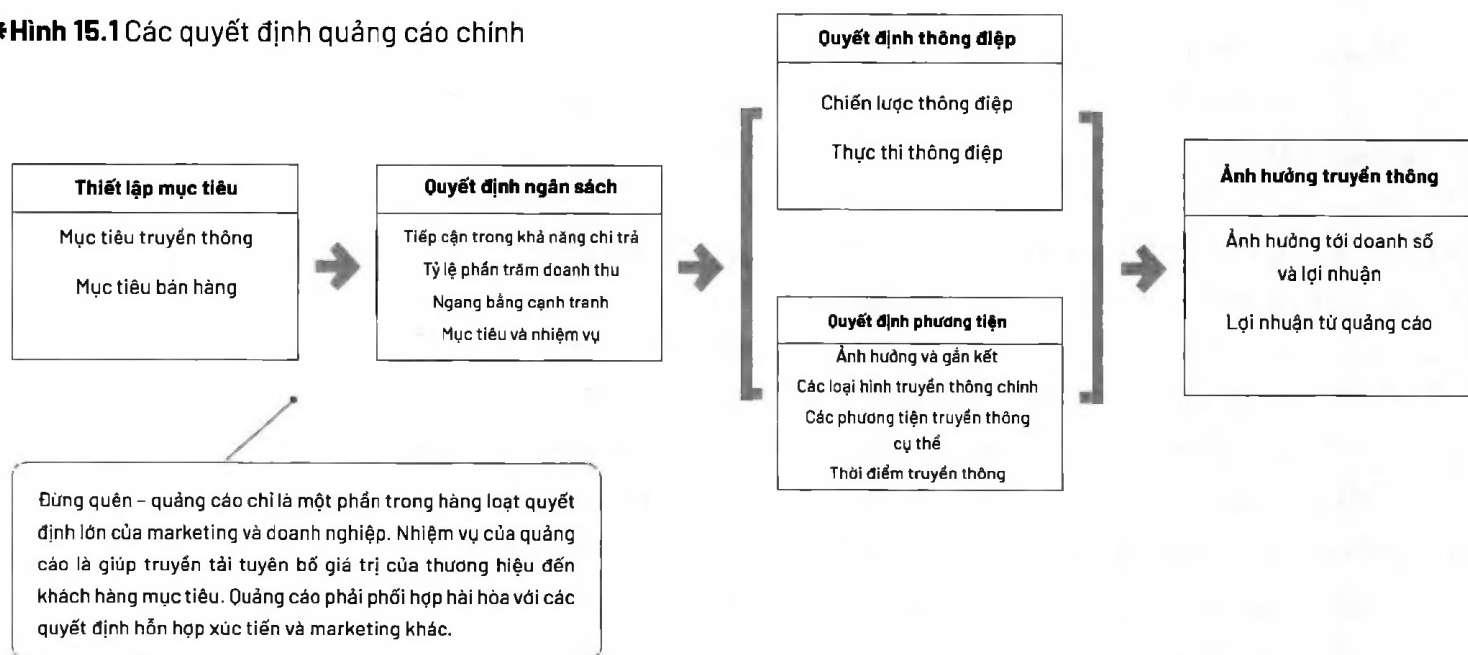 *Hình 15.1 Các quyết định quảng cáo chính
Thiết lập mục tiêu
Mục tiêu truyền thông
Mục tiêu bán hàng
Quyết định ngân sách
Tiếp cận trong khả năng chi trả
Tỷ lệ phần trăm doanh thu
Ngang bằng cạnh tranh
Mục tiêu và nhiệm vụ
Quyết định thông điệp
Chiến lược thông điệp
Thực thi thông điệp
Quyết định phương tiện
Ảnh hưởng và gắn kết
Các loại hình truyền thông chính
Các phương tiện truyền thông
cụ thể
Thời điểm truyền thông
Ảnh hưởng truyền thông
Ảnh hưởng tới doanh số
và lợi nhuận
Lợi nhuận từ quảng cáo
Đừng quên – quảng cáo chỉ là một phần trong hàng loạt quyết
định lớn của marketing và doanh nghiệp. Nhiệm vụ của quảng
cáo là giúp truyền tải tuyên bố giá trị của thương hiệu đến
khách hàng mục tiêu. Quảng cáo phải phối hợp hài hòa với các
quyết định hỗn hợp xúc tiến và marketing khác.